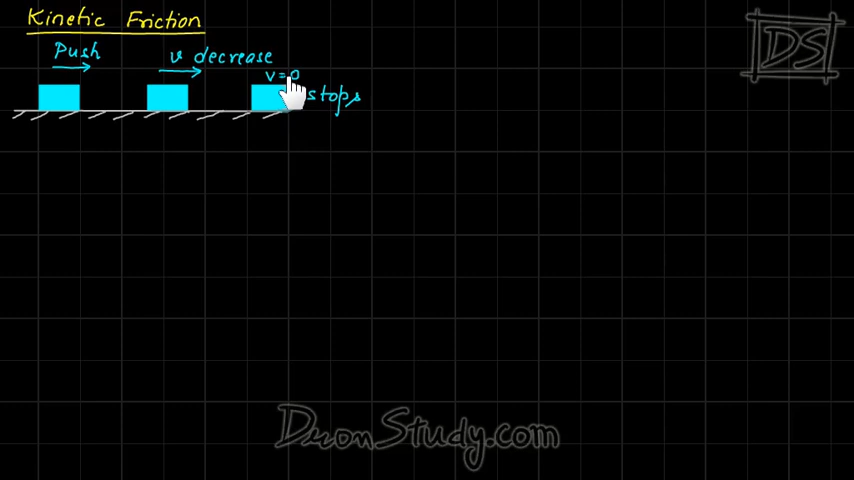 Kinetic Friction
Push
v decrease
v=0
stops
DS
DronStudy.com